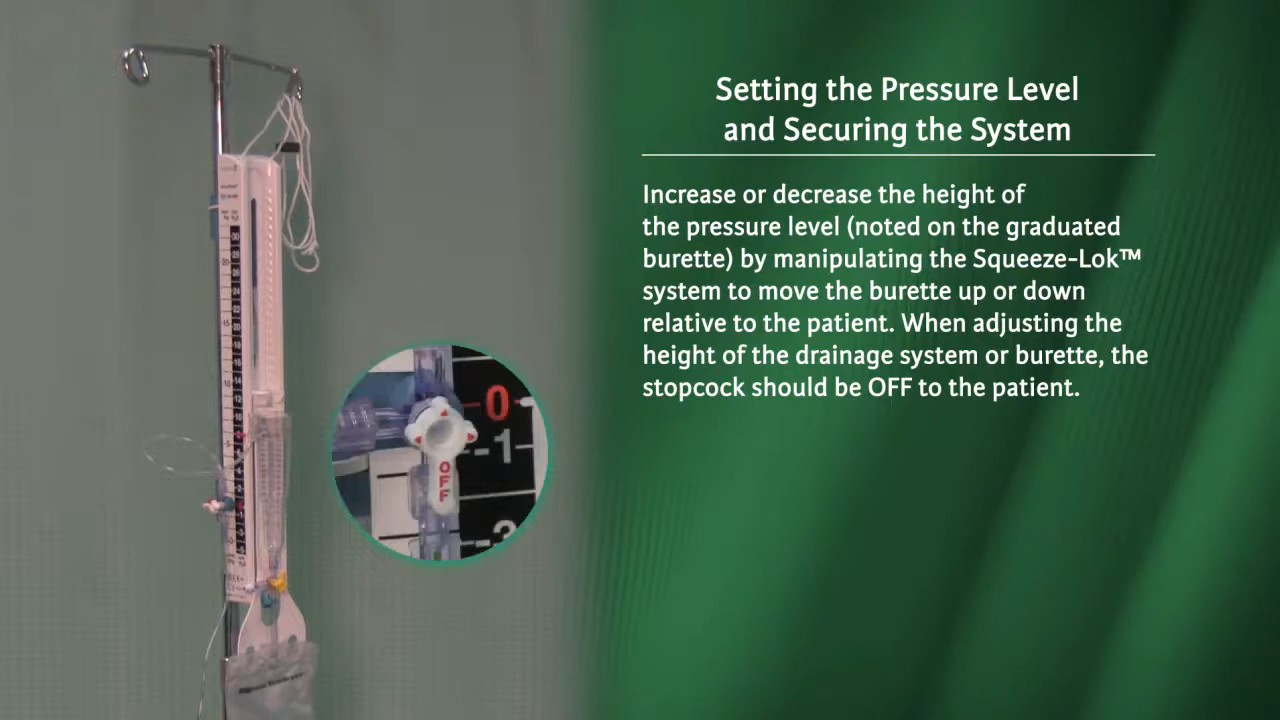 Setting the Pressure Level
and Securing the System
Increase or decrease the height of
the pressure level (noted on the graduated
burette) by manipulating the Squeeze-Lok™
system to move the burette up or down
relative to the patient. When adjusting the
height of the drainage system or burette, the
stopcock should be OFF to the patient.
0
-1
OFF
-3